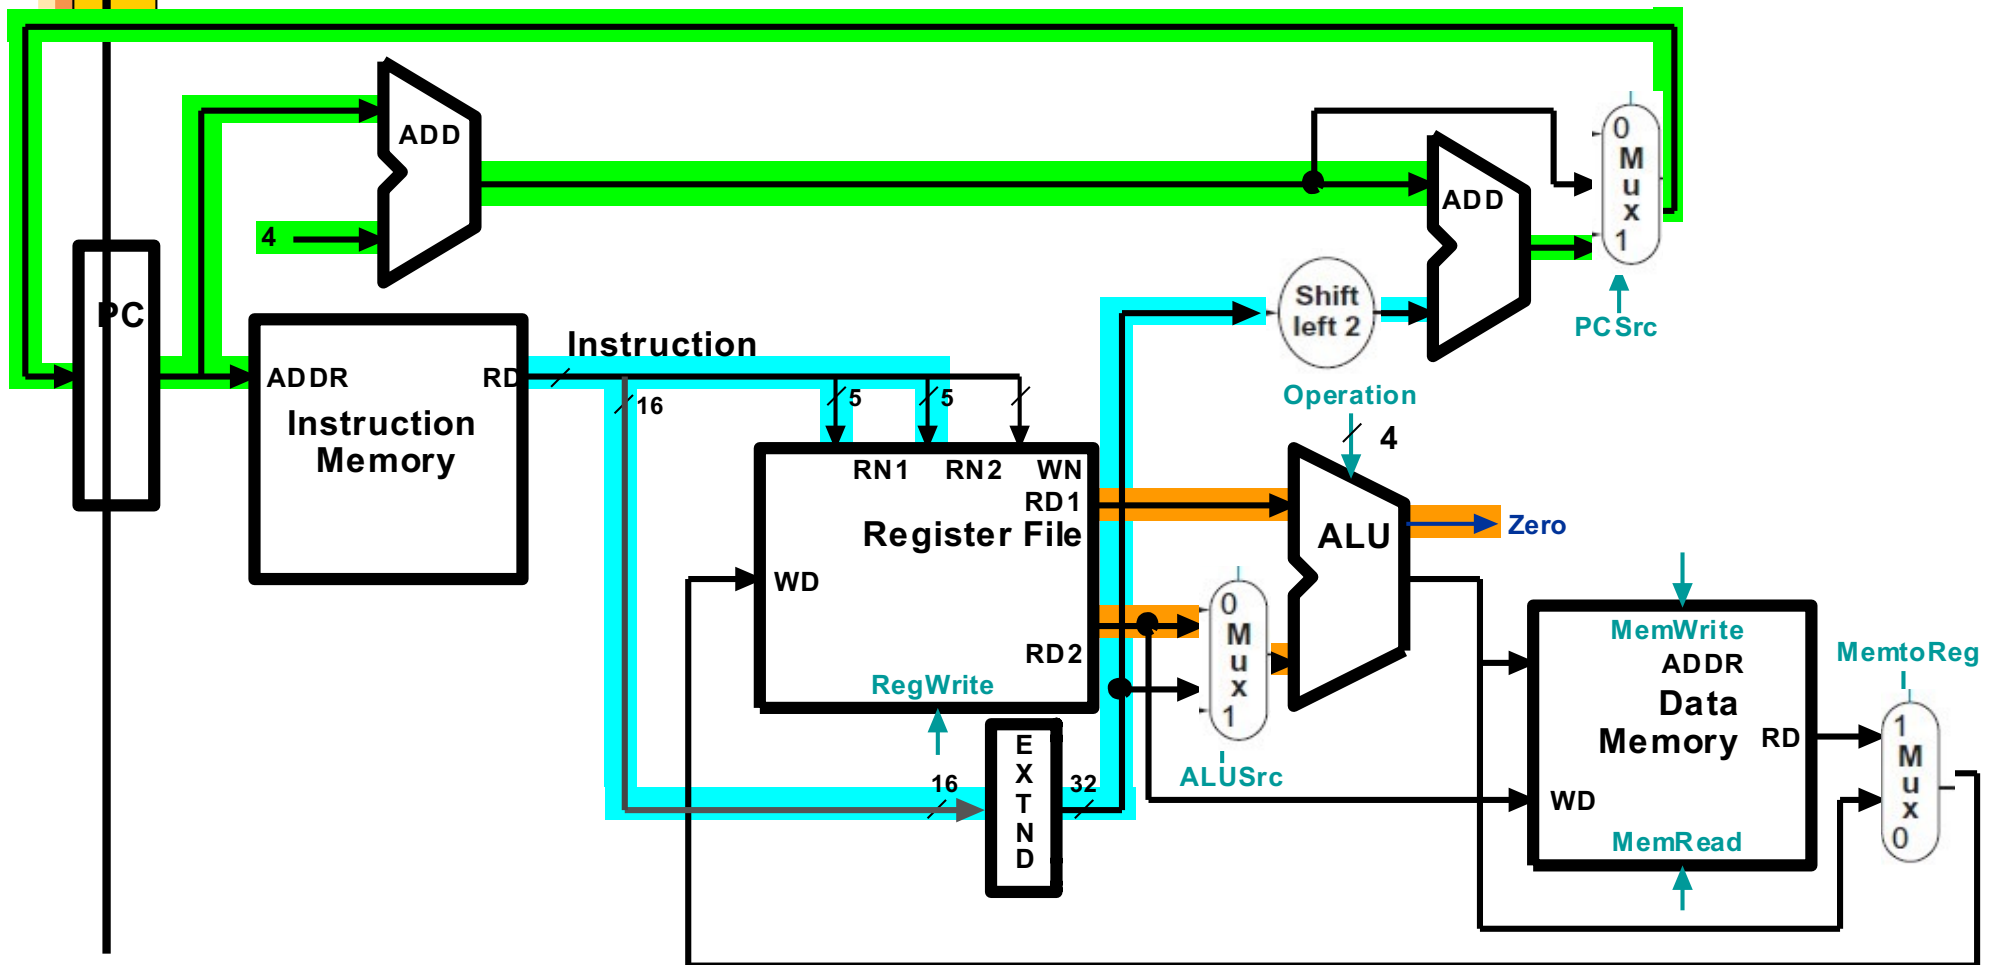 ADD
4
PC
ADDR
RD
Instruction
Memory
Instruction
16
5
5
RN1
RN2
WN
RD1
Register File
WD
RD2
RegWrite
16
E
X
T
N
D
32
Shift
left 2
ADD
0
M
u
x
1
PCSrc
Operation
4
ALU
Zero
0
M
u
x
1
ALUSrc
MemWrite
ADDR
Data
Memory
RD
WD
MemRead
MemtoReg
1
M
u
x
0